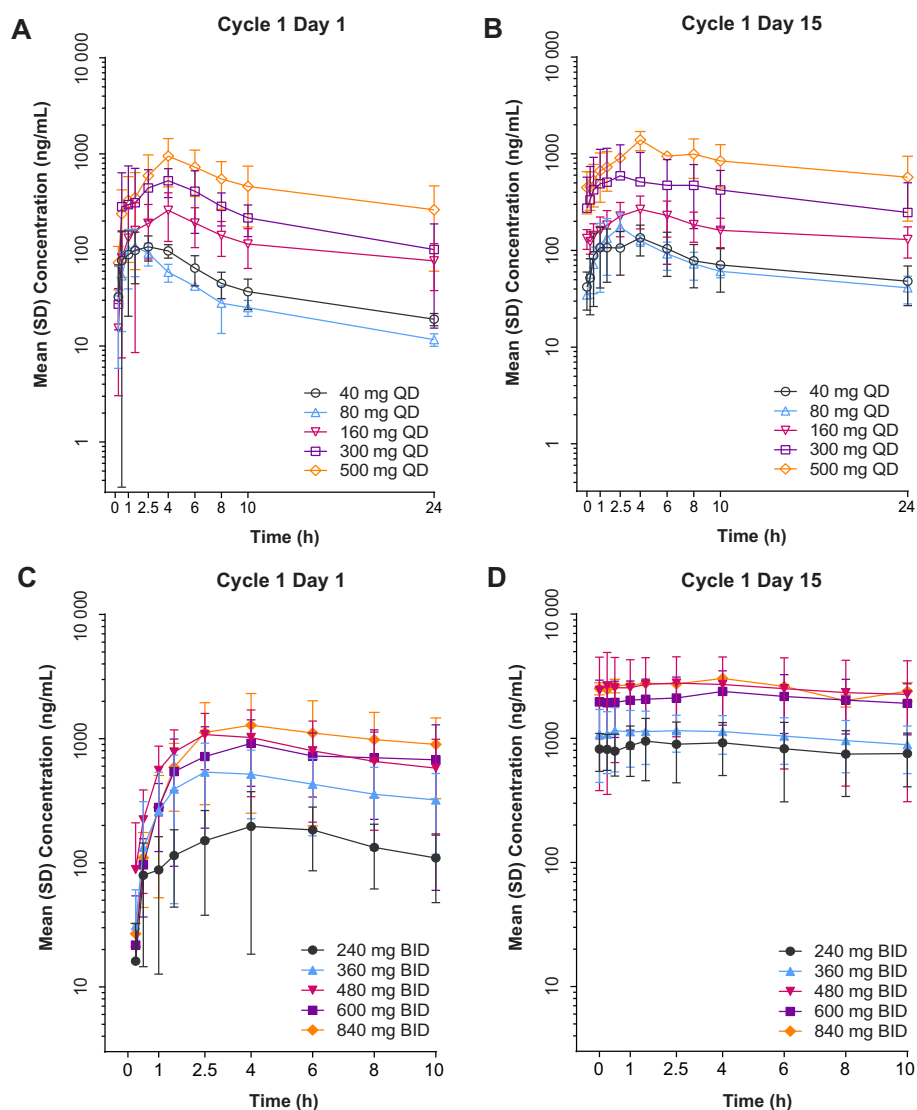 A
Cycle 1 Day 1
Mean (SD) Concentration (ng/mL)
10 000
1000
100
10
1
0 1 2.5 4 6 8 10 24
Time (h)
40 mg QD
80 mg QD
160 mg QD
300 mg QD
500 mg QD
B
Cycle 1 Day 15
Mean (SD) Concentration (ng/mL)
10 000
1000
100
10
1
0 1 2.5 4 6 8 10 24
Time (h)
40 mg QD
80 mg QD
160 mg QD
300 mg QD
500 mg QD
C
Cycle 1 Day 1
Mean (SD) Concentration (ng/mL)
10 000
1000
100
10
0 1 2.5 4 6 8 10
Time (h)
240 mg BID
360 mg BID
480 mg BID
600 mg BID
840 mg BID
D
Cycle 1 Day 15
Mean (SD) Concentration (ng/mL)
10 000
1000
100
10
0 1 2.5 4 6 8 10
Time (h)
240 mg BID
360 mg BID
480 mg BID
600 mg BID
840 mg BID